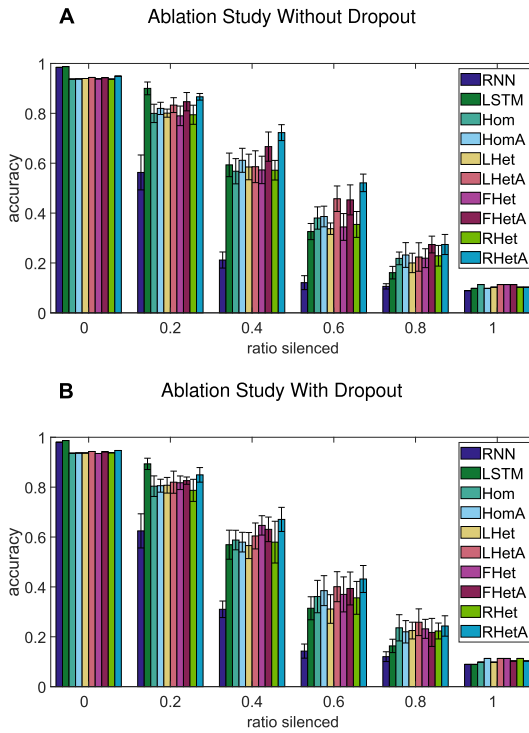 A Ablation Study Without Dropout
1
0.8
0.6
0.4
0.2
0
accuracy
RNN
LSTM
Hom
HomA
LHet
LHetA
FHet
FHetA
RHet
RHetA
0 0.2 0.4 0.6 0.8 1
ratio silenced
B Ablation Study With Dropout
1
0.8
0.6
0.4
0.2
0
accuracy
RNN
LSTM
Hom
HomA
LHet
LHetA
FHet
FHetA
RHet
RHetA
0 0.2 0.4 0.6 0.8 1
ratio silenced